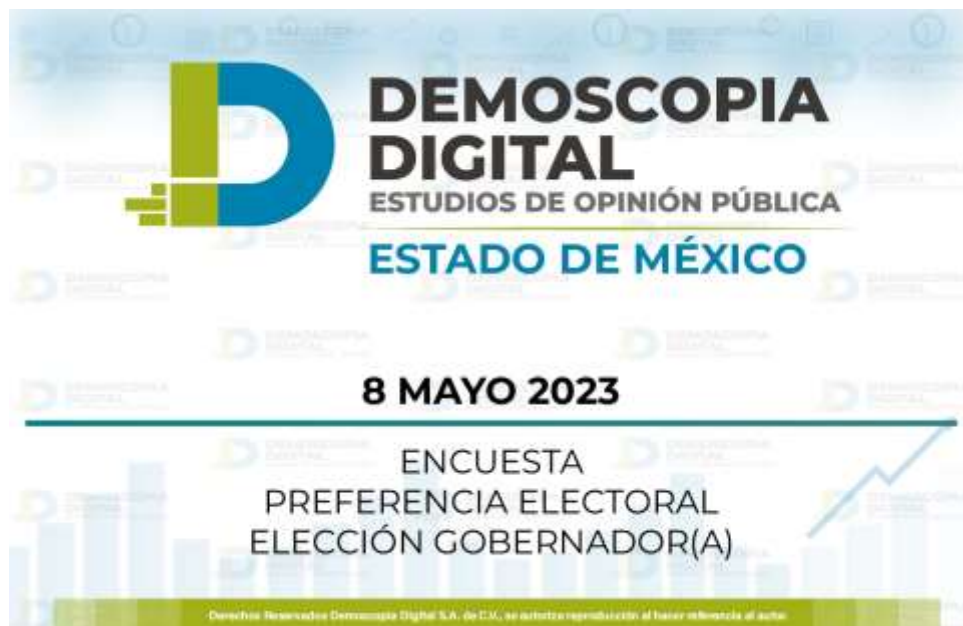 DEMOSCOPIA
DIGITAL
ESTUDIOS DE OPINIÓN PÚBLICA
ESTADO DE MÉXICO
8 MAYO 2023
ENCUESTA
PREFERENCIA ELECTORAL
ELECCIÓN GOBERNADOR(A)
Derechos Reservados Demoscopia Digital S.A. de C.V., se autoriza reproducción al hacer referencia al autor.